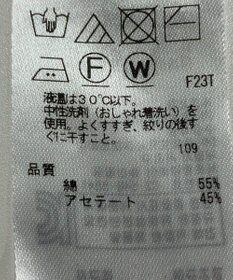 F
W
F23T
液温は30℃以下。
中性洗剤(おしゃれ着洗い)を
使用。よくすすぎ、絞りの後す
ぐに干すこと。
109
品質
綿 55%
アセテート 45%